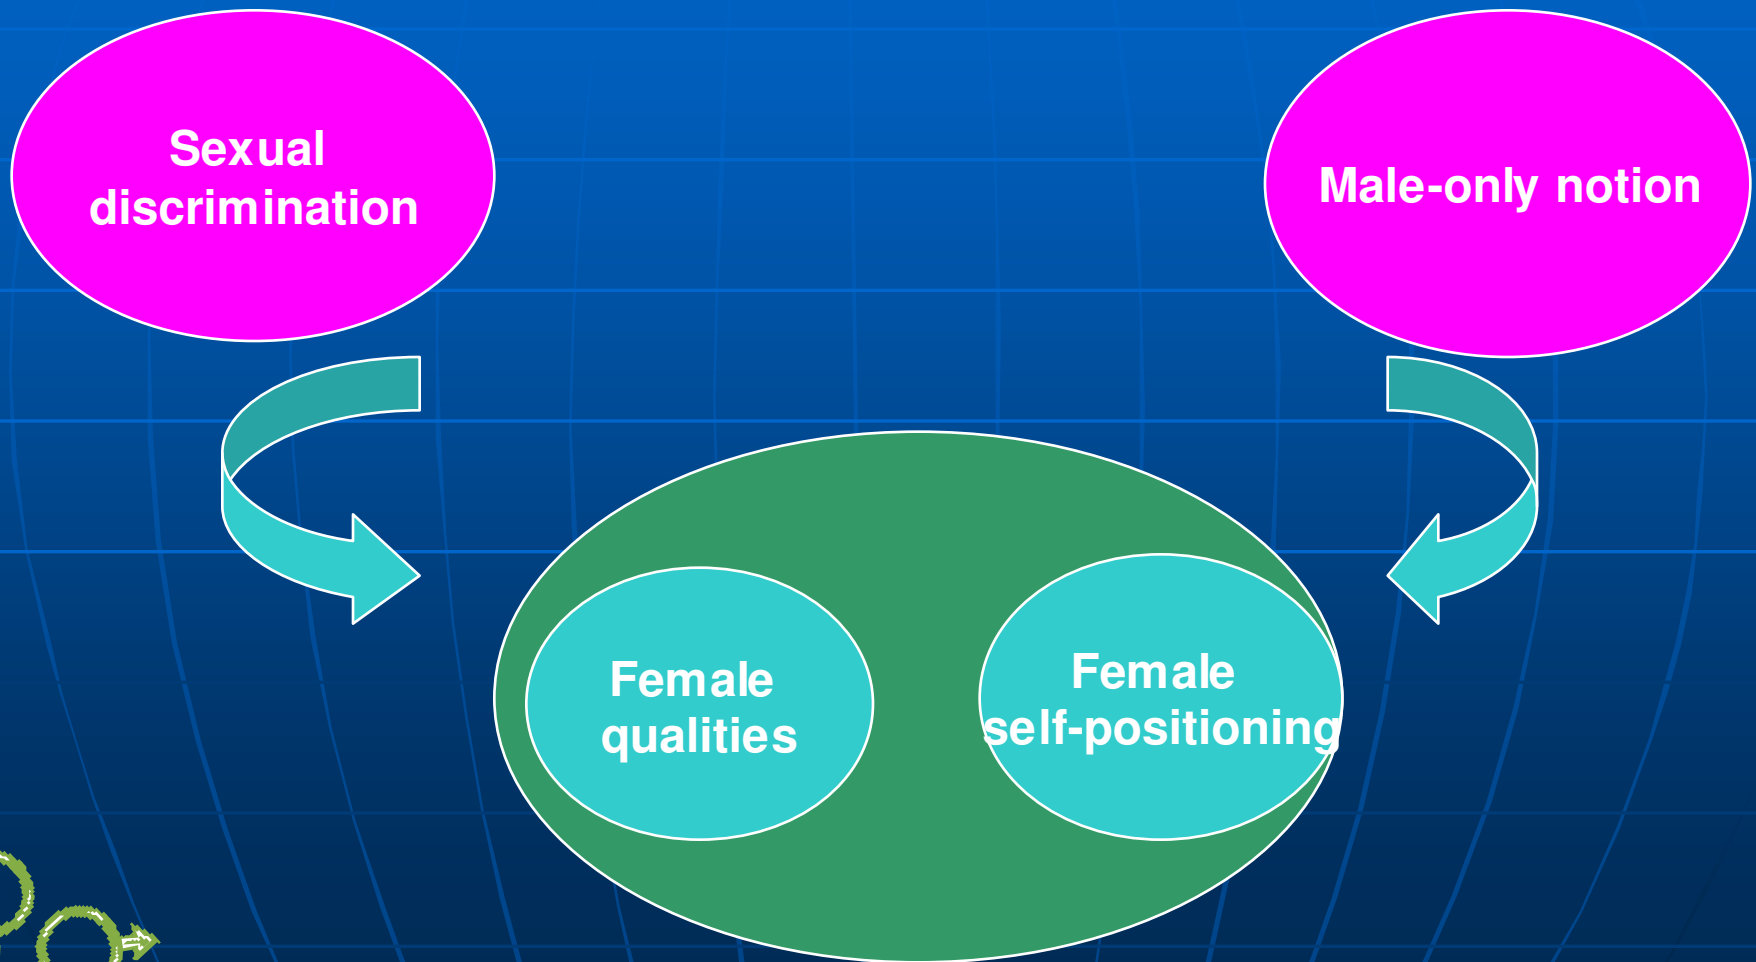 Sexual
discrimination
Male-only notion
Female
qualities
Female
self-positioning